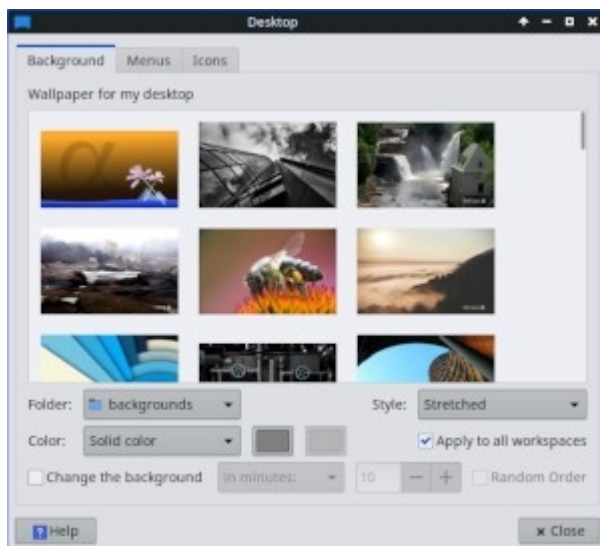 Desktop
Background Menus Icons
Wallpaper for my desktop
α
Folder: backgrounds Style: Stretched
Color: Solid color Apply to all workspaces
Change the background in minutes: 10 Random Order
Help Close